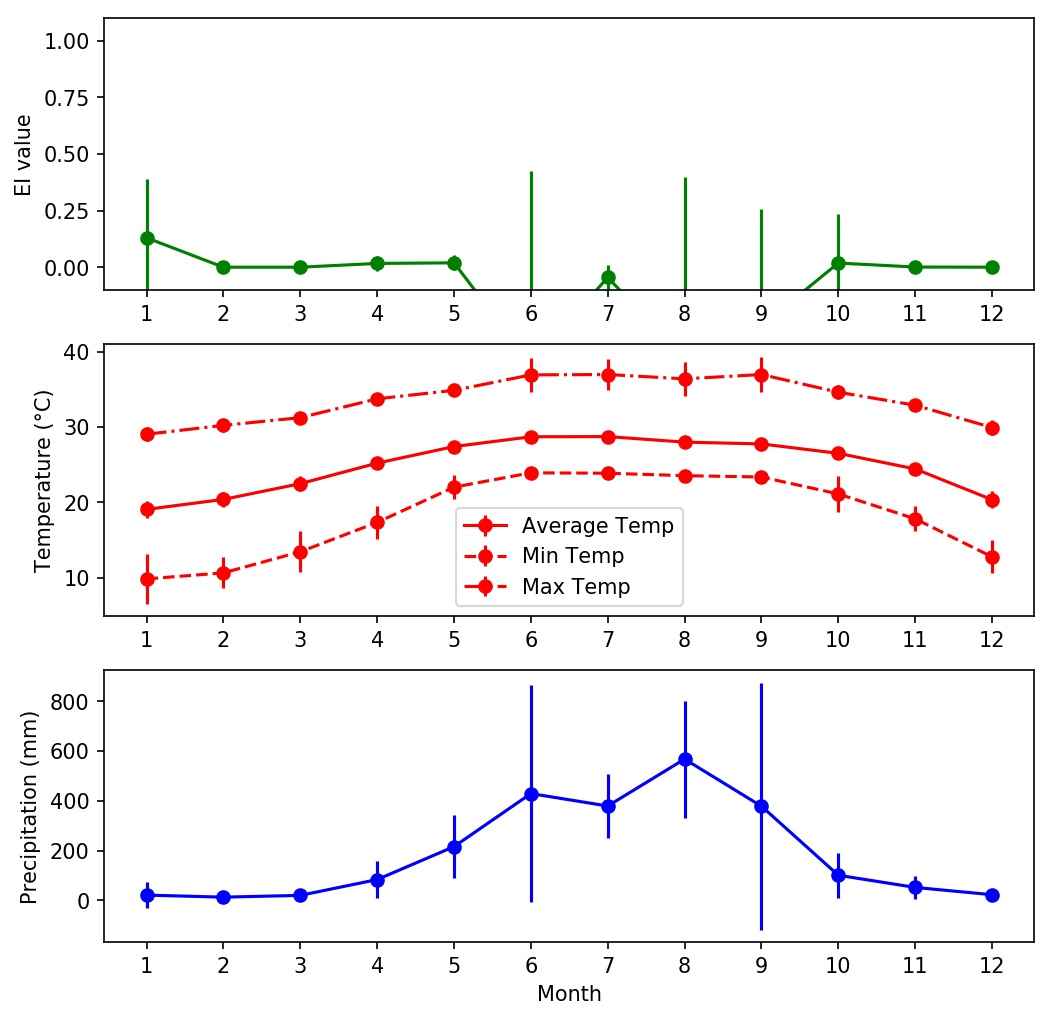 EI value
1.00
0.75
0.50
0.25
0.00
1 2 3 4 5 6 7 8 9 10 11 12
Temperature (°C)
40
30
20
10
Average Temp
Min Temp
Max Temp
1 2 3 4 5 6 7 8 9 10 11 12
Precipitation (mm)
800
600
400
200
0
1 2 3 4 5 6 7 8 9 10 11 12
Month